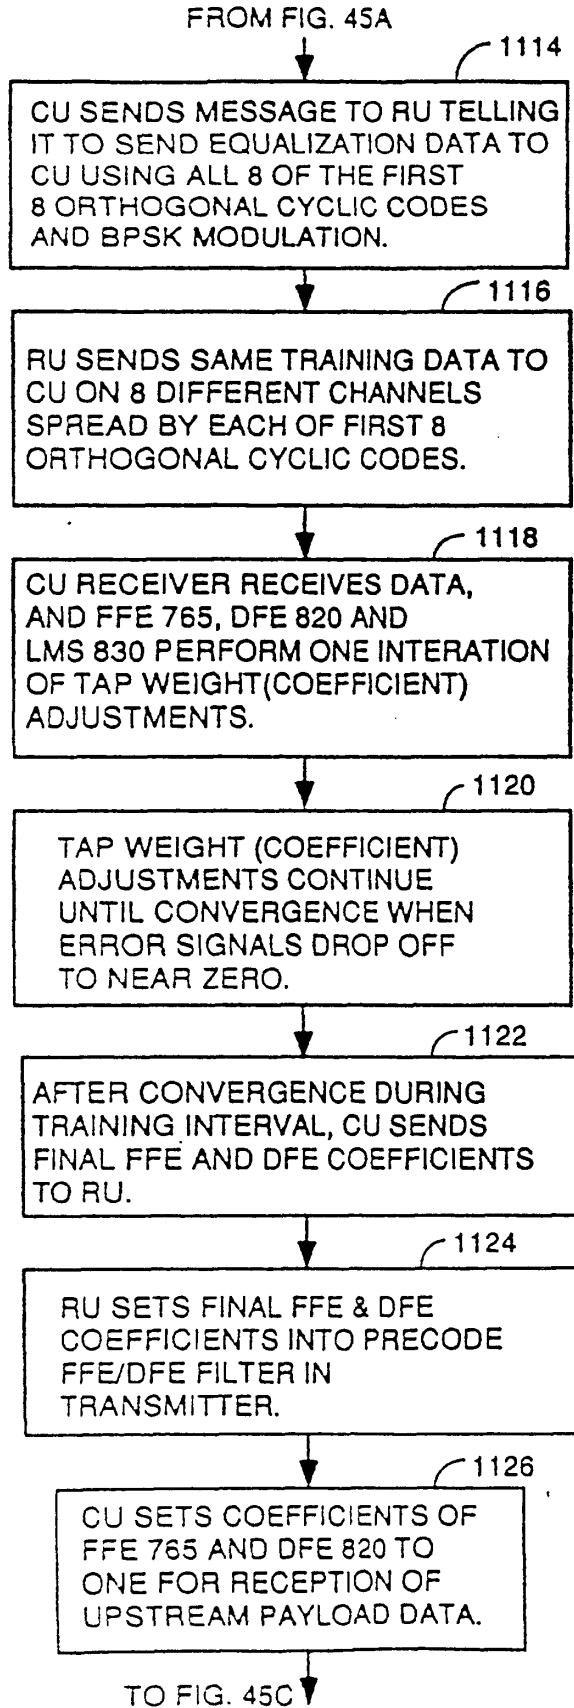 FROM FIG. 45A
1114
CU SENDS MESSAGE TO RU TELLING
IT TO SEND EQUALIZATION DATA TO
CU USING ALL 8 OF THE FIRST
8 ORTHOGONAL CYCLIC CODES
AND BPSK MODULATION.
1116
RU SENDS SAME TRAINING DATA TO
CU ON 8 DIFFERENT CHANNELS
SPREAD BY EACH OF FIRST 8
ORTHOGONAL CYCLIC CODES.
1118
CU RECEIVER RECEIVES DATA,
AND FFE 765, DFE 820 AND
LMS 830 PERFORM ONE INTERATION
OF TAP WEIGHT(COEFFICIENT)
ADJUSTMENTS.
1120
TAP WEIGHT (COEFFICIENT)
ADJUSTMENTS CONTINUE
UNTIL CONVERGENCE WHEN
ERROR SIGNALS DROP OFF
TO NEAR ZERO.
1122
AFTER CONVERGENCE DURING
TRAINING INTERVAL, CU SENDS
FINAL FFE AND DFE COEFFICIENTS
TO RU.
1124
RU SETS FINAL FFE & DFE
COEFFICIENTS INTO PRECODE
FFE/DFE FILTER IN
TRANSMITTER.
1126
CU SETS COEFFICIENTS OF
FFE 765 AND DFE 820 TO
ONE FOR RECEPTION OF
UPSTREAM PAYLOAD DATA.
TO FIG. 45C